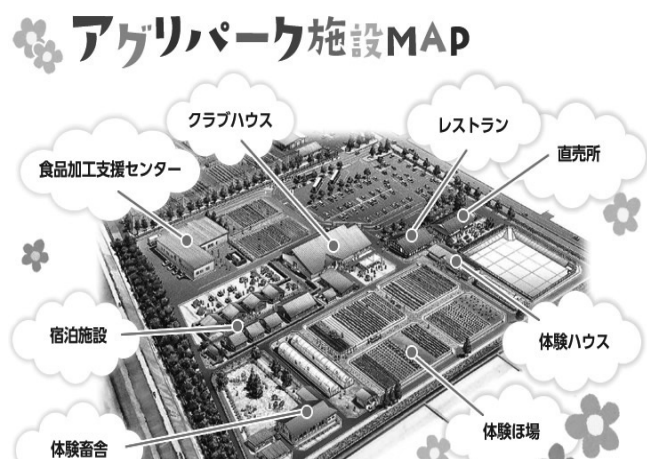 アグリパーク施設MAP
クラブハウス
レストラン
直売所
食品加工支援センター
宿泊施設
体験ハウス
体験ほ場
体験畜舎